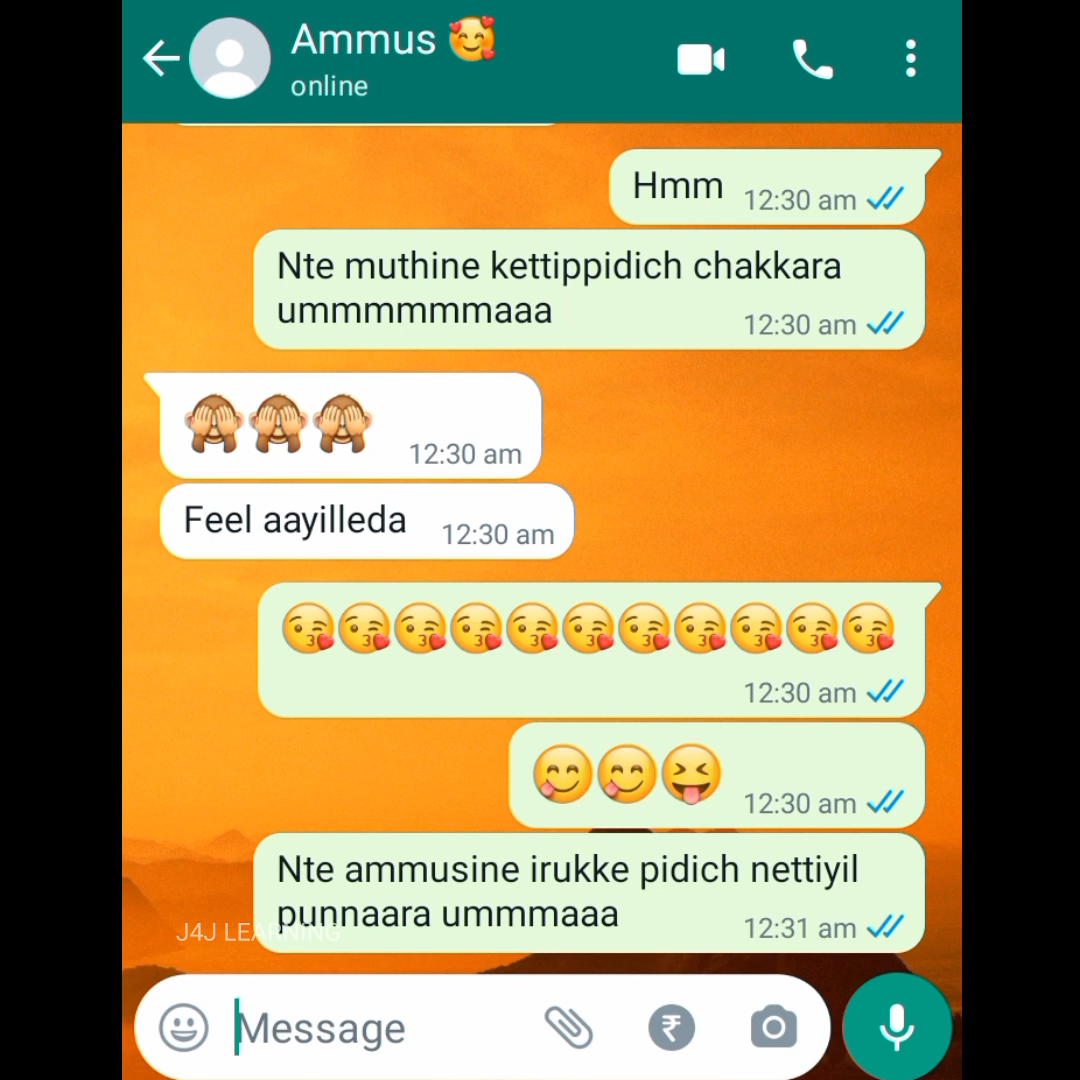 Ammus 🥰
online
Hmm 12:30 am
Nte muthine kettippidich chakkara
ummmmmmaaa 12:30 am
🙈🙈🙈 12:30 am
Feel aayilleda 12:30 am
😘😘😘😘😘😘😘😘😘😘😘
12:30 am
😋😋😝 12:30 am
Nte ammusine irukke pidich nettiyil
punnaara ummmaaa 12:31 am
J4J LEARNING
Message